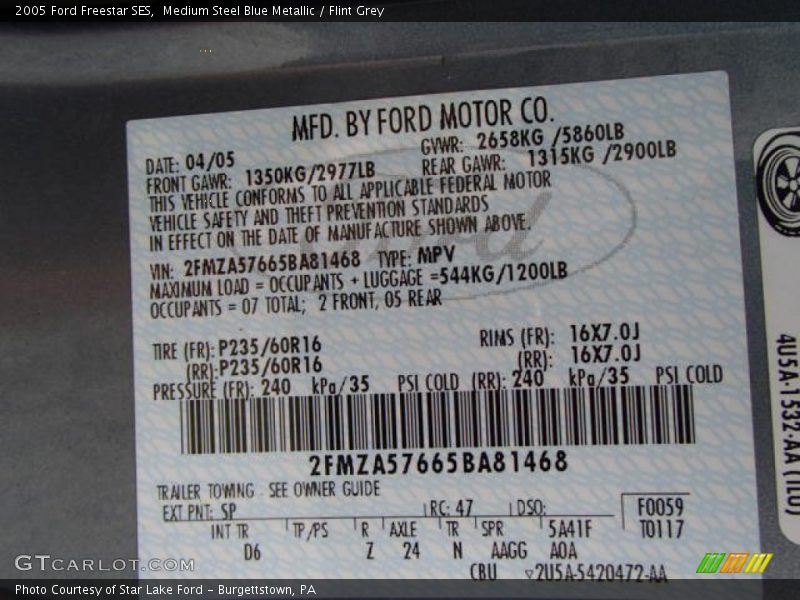 2005 Ford Freestar SES,  Medium Steel Blue Metallic / Flint Grey
MFD. BY FORD MOTOR CO.
DATE: 04/05 GVWR: 2658KG /5860LB
FRONT GAWR: 1350KG/2977LB REAR GAWR: 1315KG /2900LB
THIS VEHICLE CONFORMS TO ALL APPLICABLE FEDERAL MOTOR
VEHICLE SAFETY AND THEFT PREVENTION STANDARDS
IN EFFECT ON THE DATE OF MANUFACTURE SHOWN ABOVE.
VIN: 2FMZA57665BA81468 TYPE: MPV
MAXIMUM LOAD = OCCUPANTS + LUGGAGE =544KG/1200LB
OCCUPANTS = 07 TOTAL; 2 FRONT, 05 REAR
TIRE (FR): P235/60R16 RIMS (FR): 16X7.0J
(RR): P235/60R16 (RR): 16X7.0J
PRESSURE (FR): 240 kPa/35 PSI COLD (RR): 240 kPa/35 PSI COLD
2FMZA57665BA81468
TRAILER TOWING - SEE OWNER GUIDE
EXT PNT: SP RC: 47 DSO: F0059
INT TR TP/PS R AXLE TR SPR 5A41F T0117
D6 Z 24 N AAGG AOA
CBU ▿2U5A-5420472-AA
4U5A-1532-AA
Ford
GTCARLOT.COM
Photo Courtesy of Star Lake Ford - Burgettstown, PA